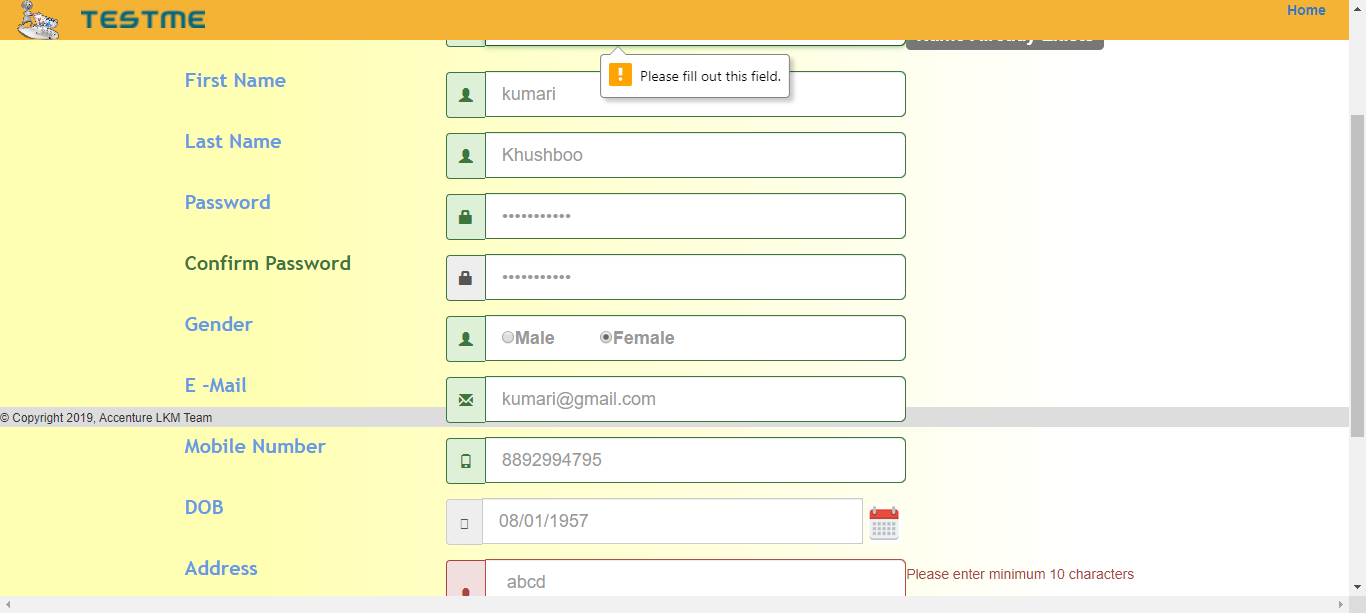 TESTME
Home
Please fill out this field.
First Name
kumari
Last Name
Khushboo
Password
•••••••••••
Confirm Password
•••••••••••
Gender
Male Female
E -Mail
kumari@gmail.com
© Copyright 2019, Accenture LKM Team
Mobile Number
8892994795
DOB
08/01/1957
Address
abcd
Please enter minimum 10 characters